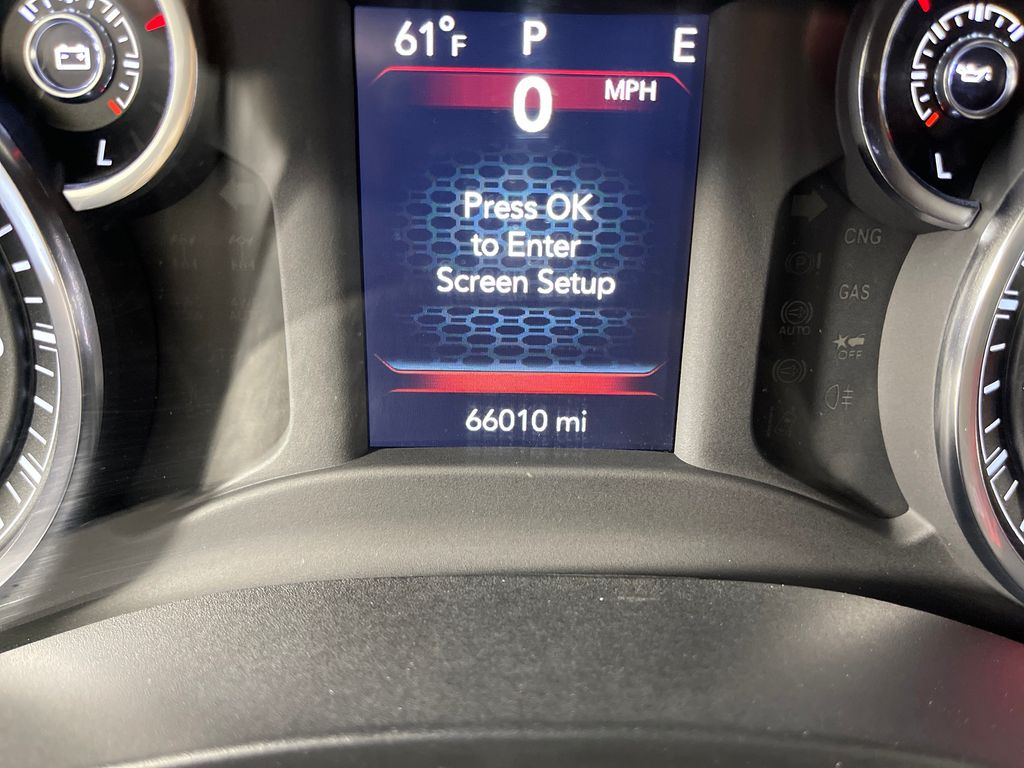 61°F P E
0 MPH
Press OK
to Enter
Screen Setup
66010 mi
L
L
CNG
GAS
AUTO
OFF